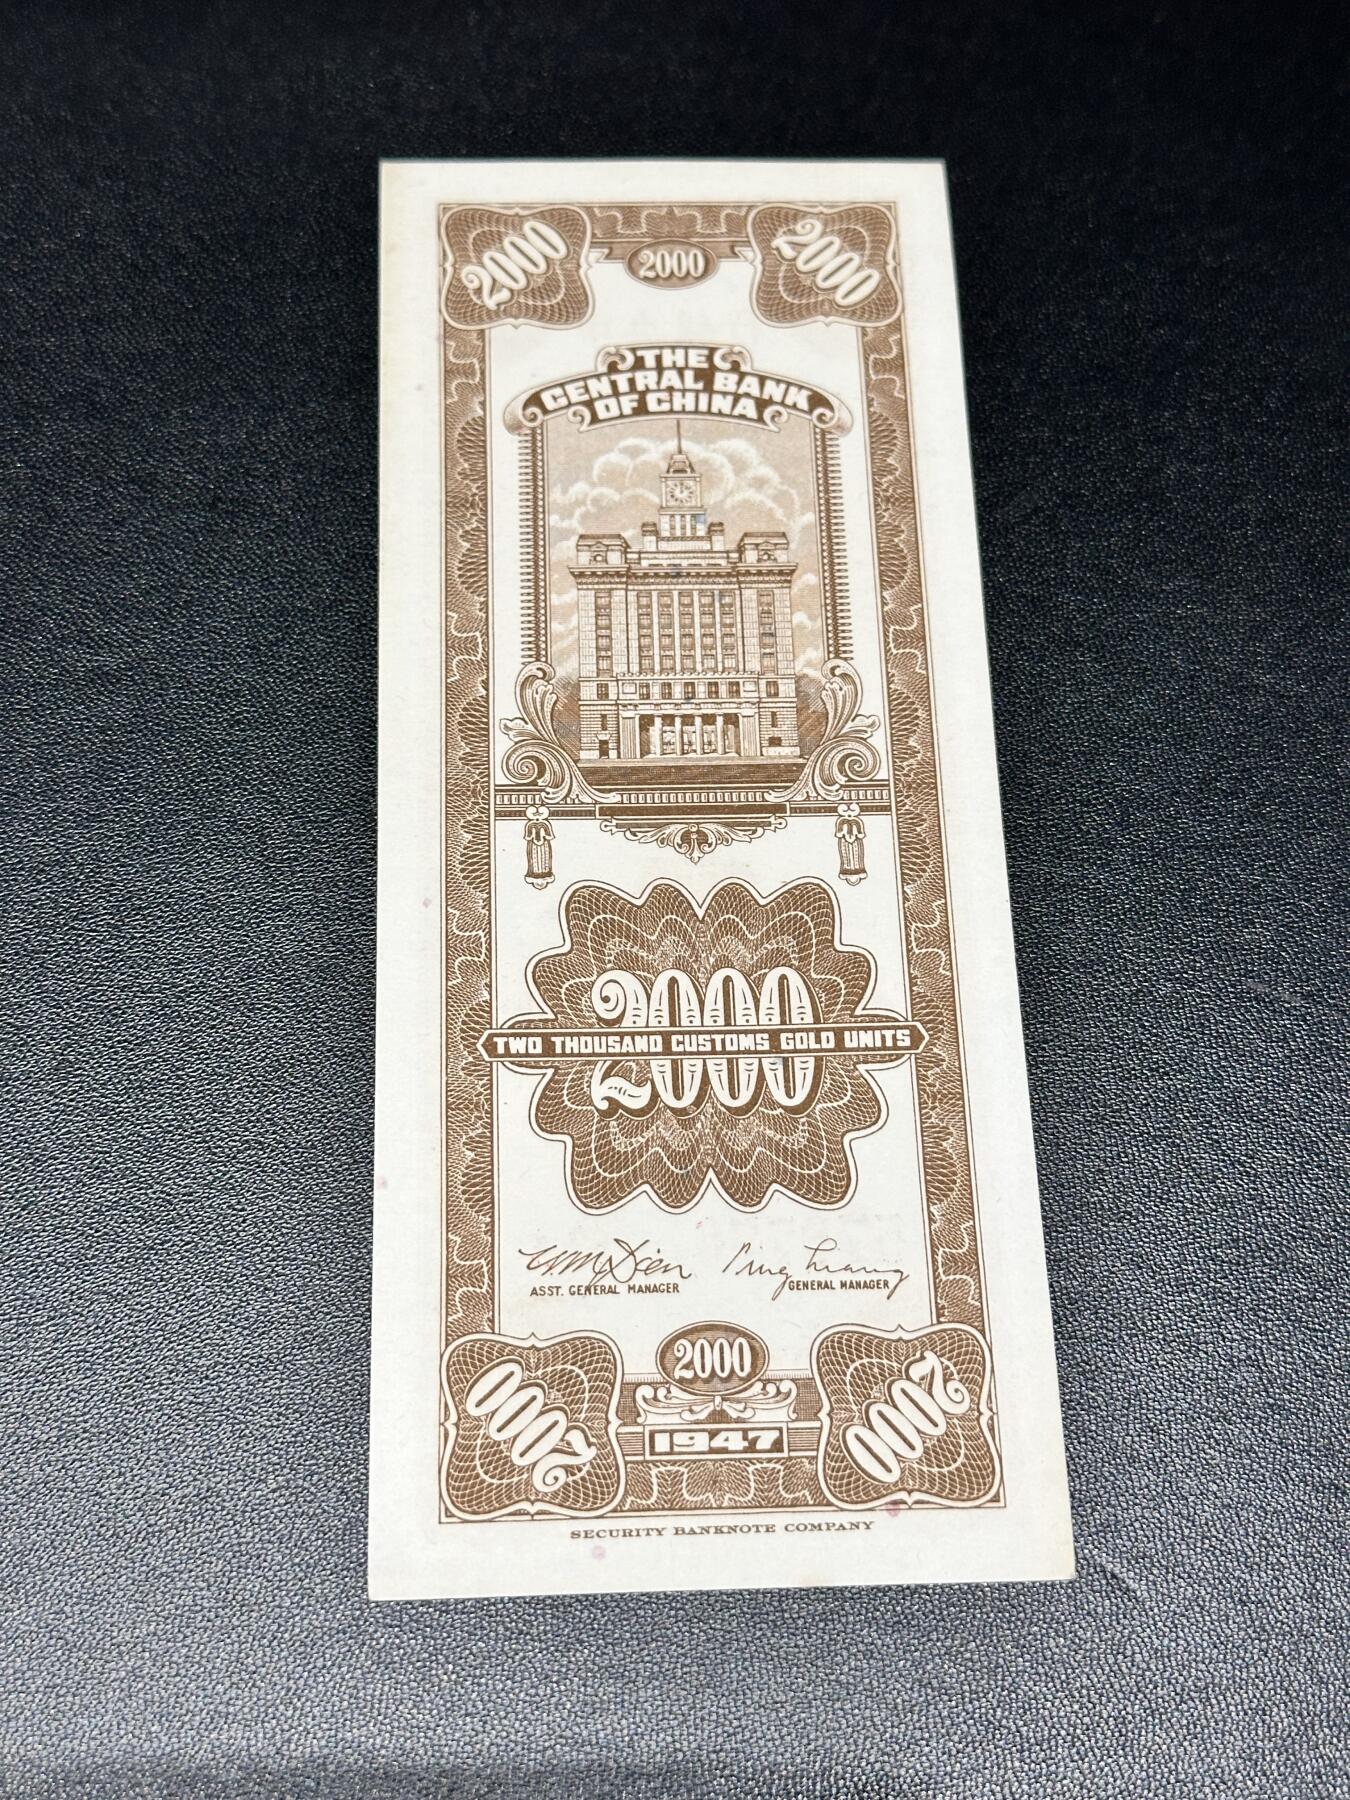 2000 2000 2000
THE
CENTRAL BANK
OF CHINA
2000
TWO THOUSAND CUSTOMS GOLD UNITS
ASST. GENERAL MANAGER GENERAL MANAGER
2000 2000 2000
1947
SECURITY BANKNOTE COMPANY